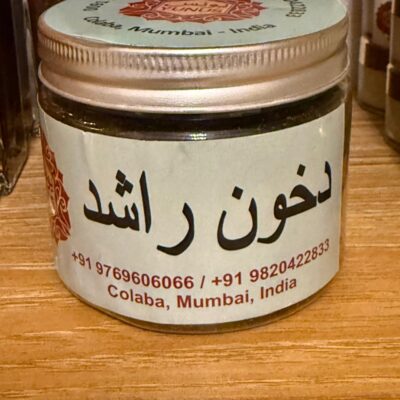 Colaba, Mumbai - India
دخون راشد
+91 9769606066 / +91 9820422833
Colaba, Mumbai, India